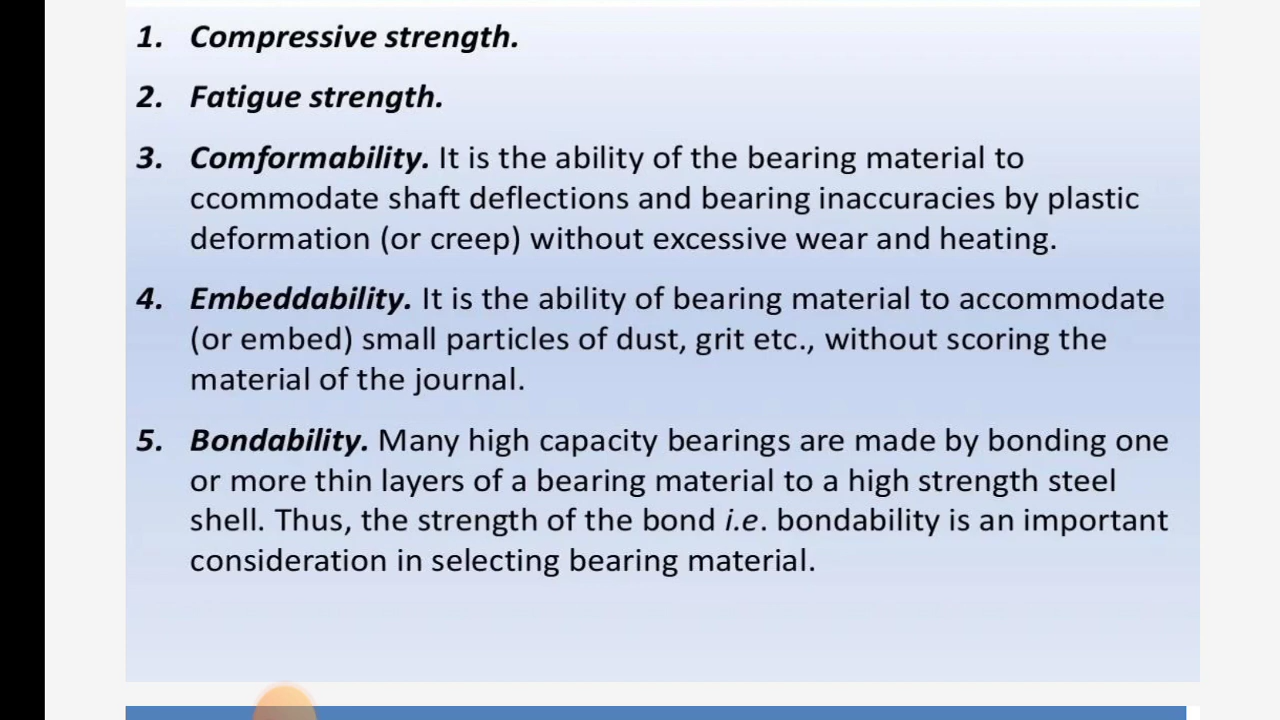 1. Compressive strength.
2. Fatigue strength.
3. Comformability. It is the ability of the bearing material to
ccommodate shaft deflections and bearing inaccuracies by plastic
deformation (or creep) without excessive wear and heating.
4. Embeddability. It is the ability of bearing material to accommodate
(or embed) small particles of dust, grit etc., without scoring the
material of the journal.
5. Bondability. Many high capacity bearings are made by bonding one
or more thin layers of a bearing material to a high strength steel
shell. Thus, the strength of the bond i.e. bondability is an important
consideration in selecting bearing material.